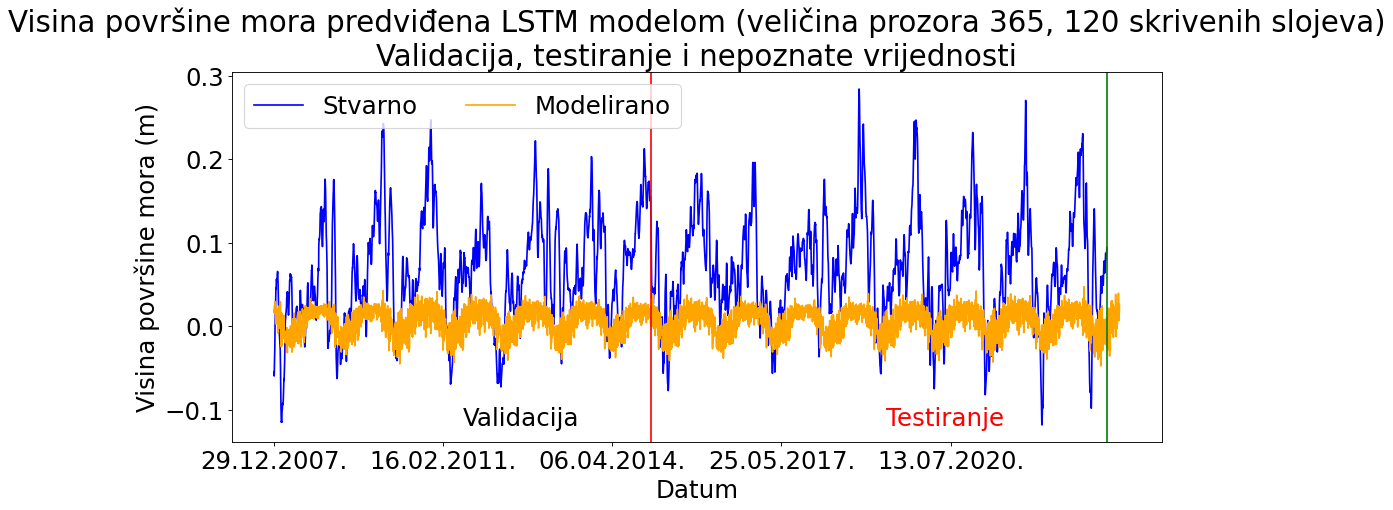 Visina površine mora predviđena LSTM modelom (veličina prozora 365, 120 skrivenih slojeva)
Validacija, testiranje i nepoznate vrijednosti
Stvarno
Modelirano
Visina površine mora (m)
0.3
0.2
0.1
0.0
−0.1
Validacija
Testiranje
29.12.2007.
16.02.2011.
06.04.2014.
25.05.2017.
13.07.2020.
Datum